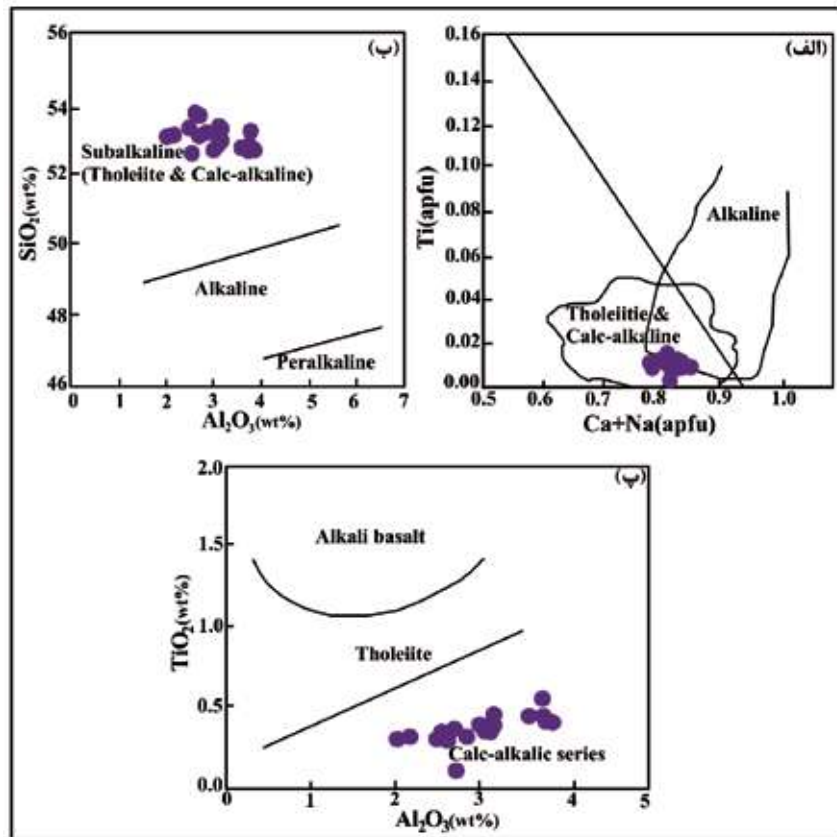 (الف)
0.16
0.14
0.12
0.08
0.06
0.04
0.02
0.00
0.5
0.6
0.7
0.8
0.9
1.0
Ti(apfu)
Ca+Na(apfu)
Alkaline
Tholeiitie &
Calc-alkaline
(ب)
56
54
52
50
48
46
0
1
2
3
4
5
6
7
SiO₂(wt%)
Al₂O₃(wt%)
Subalkaline
(Tholeiite & Calc-alkaline)
Alkaline
Peralkaline
(پ)
2.0
1.5
1.0
0.5
0.0
0
1
2
3
4
5
TiO₂(wt%)
Al₂O₃(wt%)
Alkali basalt
Tholeiite
Calc-alkalic series